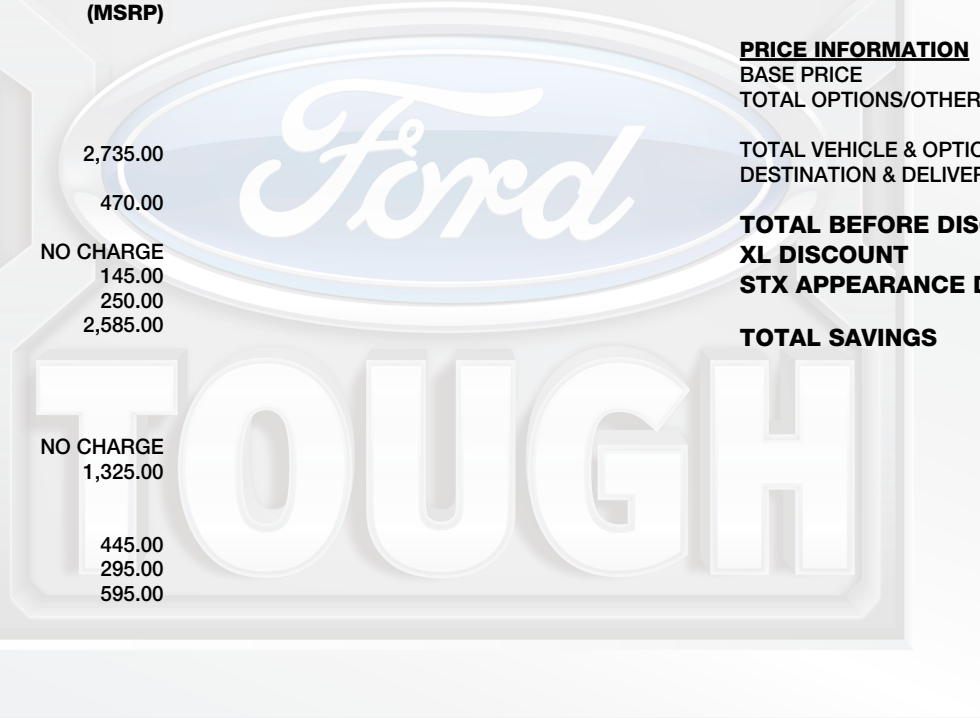 (MSRP)
2,735.00
470.00
NO CHARGE
145.00
250.00
2,585.00
NO CHARGE
1,325.00
445.00
295.00
595.00
PRICE INFORMATION
BASE PRICE
TOTAL OPTIONS/OTHER
TOTAL VEHICLE & OPTIO
DESTINATION & DELIVER
TOTAL BEFORE DISC
XL DISCOUNT
STX APPEARANCE D
TOTAL SAVINGS
Ford
TOUGH